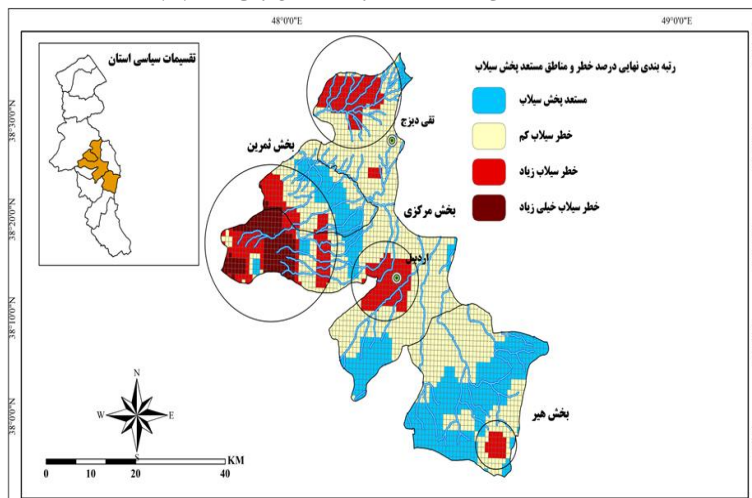 48°0'0"E
49°0'0"E
تقسیمات سیاسی استان
رتبه بندی نهایی درصد خطر و مناطق مستعد پخش سیلاب
مستعد پخش سیلاب
خطر سیلاب کم
خطر سیلاب زیاد
خطر سیلاب خیلی زیاد
تقی دیزج
بخش ثمرین
بخش مرکزی
اردبیل
بخش هیر
38°30'0"N
38°20'0"N
38°10'0"N
38°0'0"N
N
W
E
S
KM
0
10
20
40